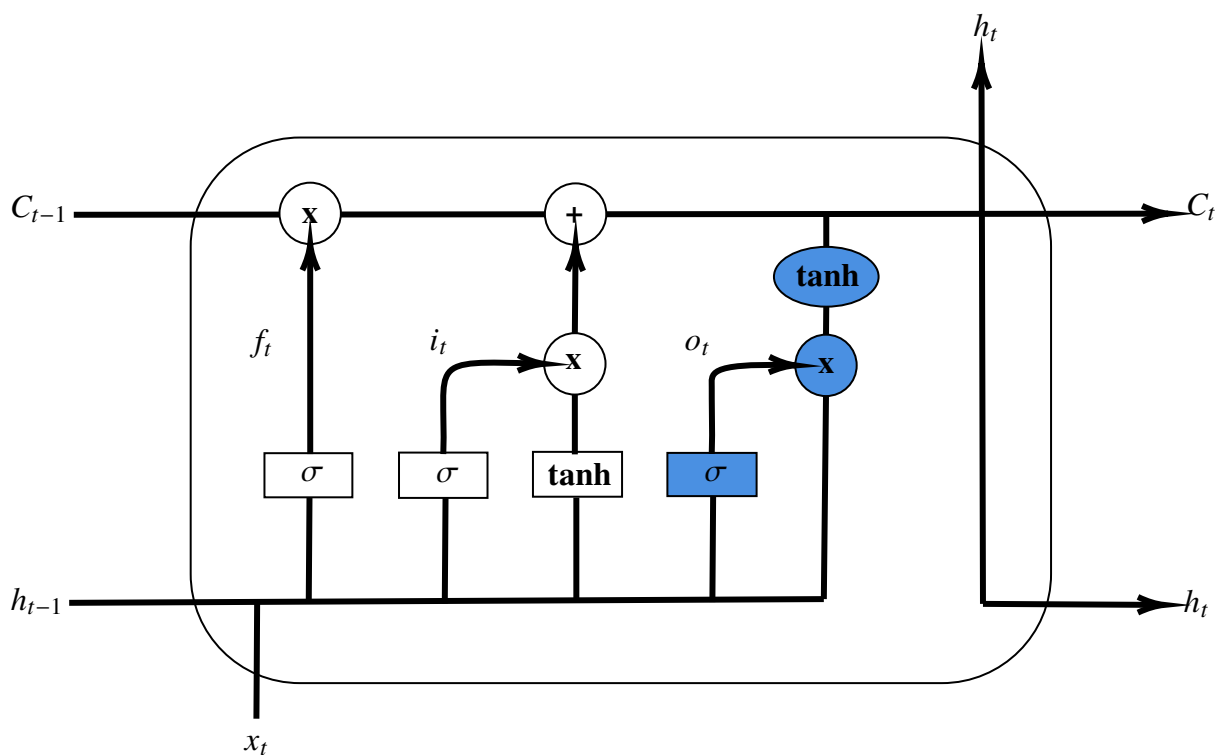 h_t
C_{t−1}
x
+
C_t
tanh
f_t
i_t
x
o_t
x
σ
σ
tanh
σ
h_{t−1}
h_t
x_t